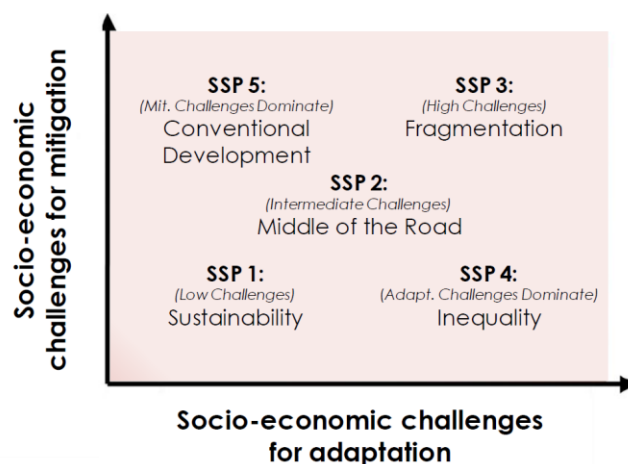 Socio-economic
challenges for mitigation
SSP 5:
(Mit. Challenges Dominate)
Conventional
Development
SSP 3:
(High Challenges)
Fragmentation
SSP 2:
(Intermediate Challenges)
Middle of the Road
SSP 1:
(Low Challenges)
Sustainability
SSP 4:
(Adapt. Challenges Dominate)
Inequality
Socio-economic challenges
for adaptation